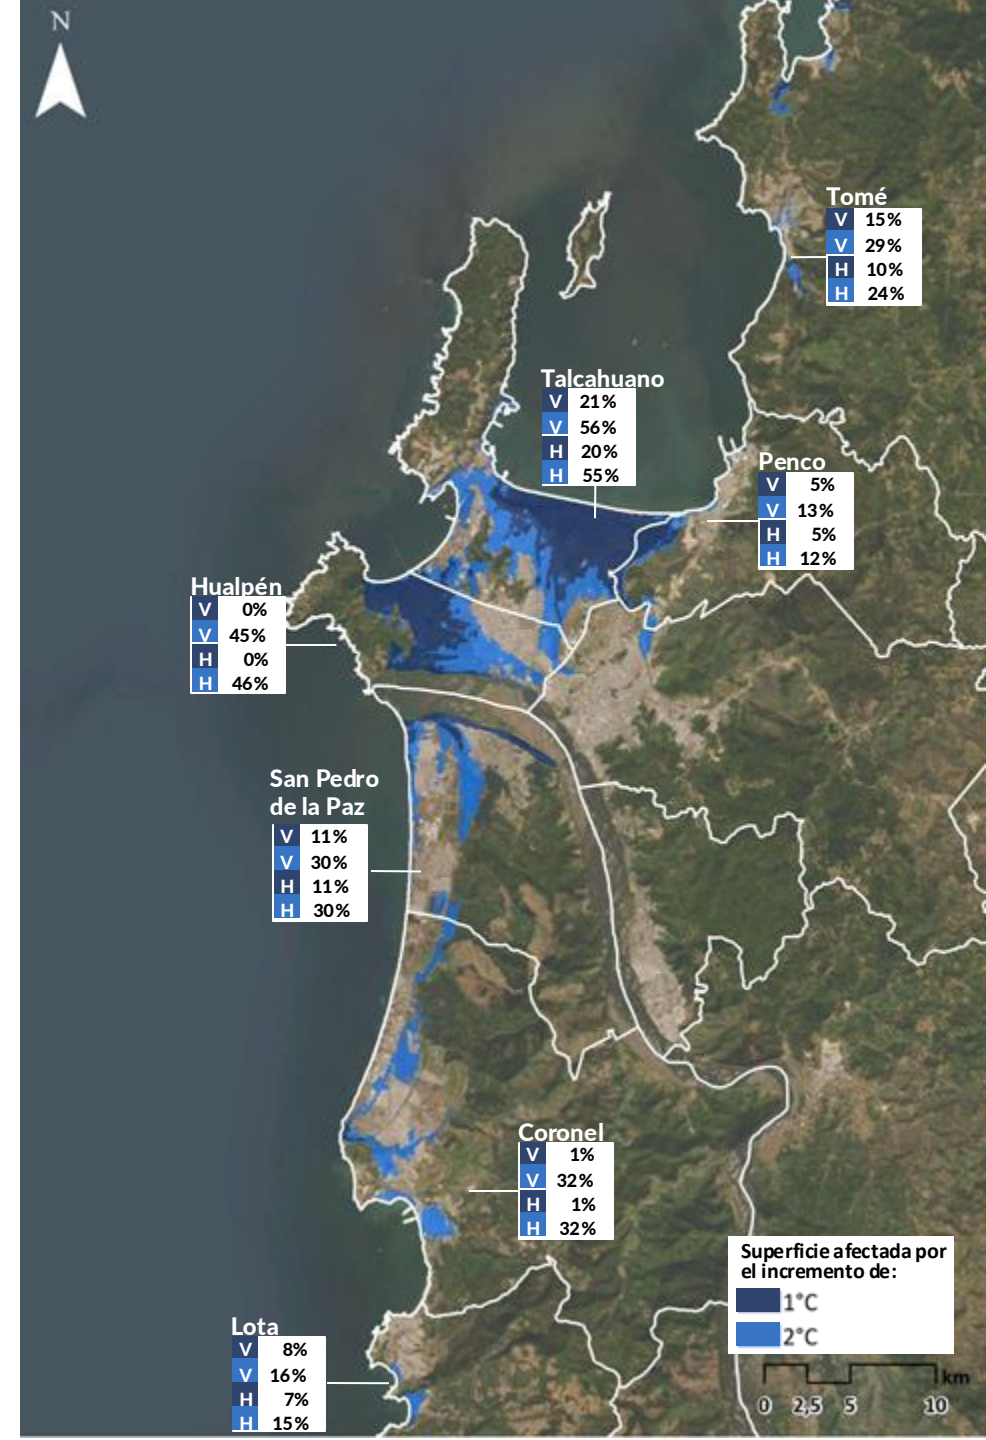 N
Tomé
V 15%
V 29%
H 10%
H 24%
Talcahuano
V 21%
V 56%
H 20%
H 55%
Penco
V 5%
V 13%
H 5%
H 12%
Hualpén
V 0%
V 45%
H 0%
H 46%
San Pedro
de la Paz
V 11%
V 30%
H 11%
H 30%
Coronel
V 1%
V 32%
H 1%
H 32%
Superficie afectada por
el incremento de:
1°C
2°C
Lota
V 8%
V 16%
H 7%
H 15%
km
0 2,5 5 10